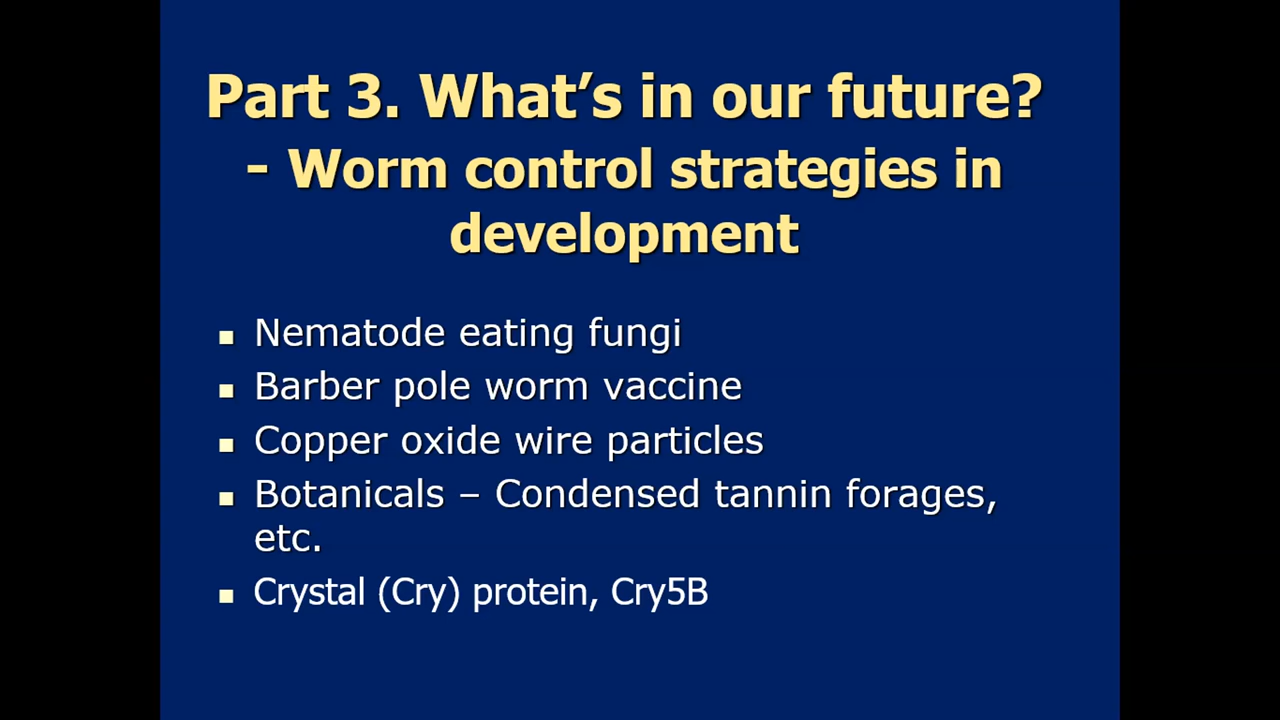 Part 3. What’s in our future?
- Worm control strategies in
development
▪ Nematode eating fungi
▪ Barber pole worm vaccine
▪ Copper oxide wire particles
▪ Botanicals – Condensed tannin forages,
etc.
▪ Crystal (Cry) protein, Cry5B